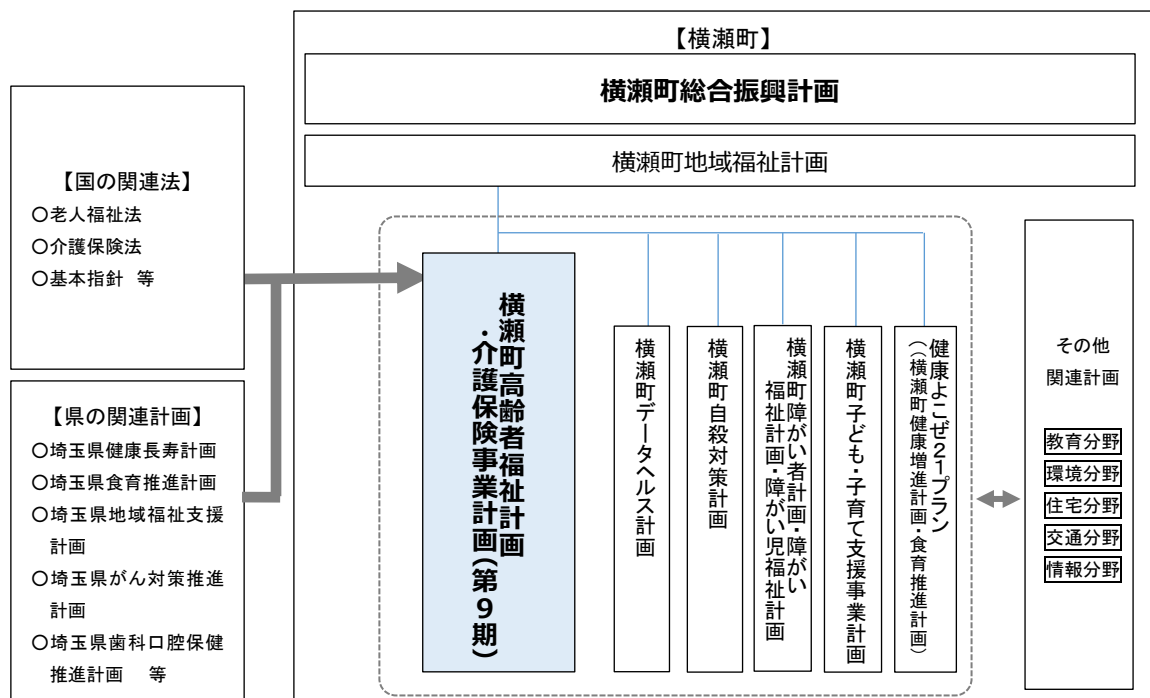 【横瀬町】
横瀬町総合振興計画
横瀬町地域福祉計画
【国の関連法】
○老人福祉法
○介護保険法
○基本指針 等
【県の関連計画】
○埼玉県健康長寿計画
○埼玉県食育推進計画
○埼玉県地域福祉支援
計画
○埼玉県がん対策推進
計画
○埼玉県歯科口腔保健
推進計画 等
横瀬町高齢者福祉計画
・介護保険事業計画(第9期)
横瀬町データヘルス計画
横瀬町自殺対策計画
横瀬町障がい者計画・障がい
福祉計画・障がい児福祉計画
横瀬町子ども・子育て支援事業計画
健康よこぜ21プラン
((横瀬町健康増進計画・食育推進計画)
その他
関連計画
教育分野
環境分野
住宅分野
交通分野
情報分野